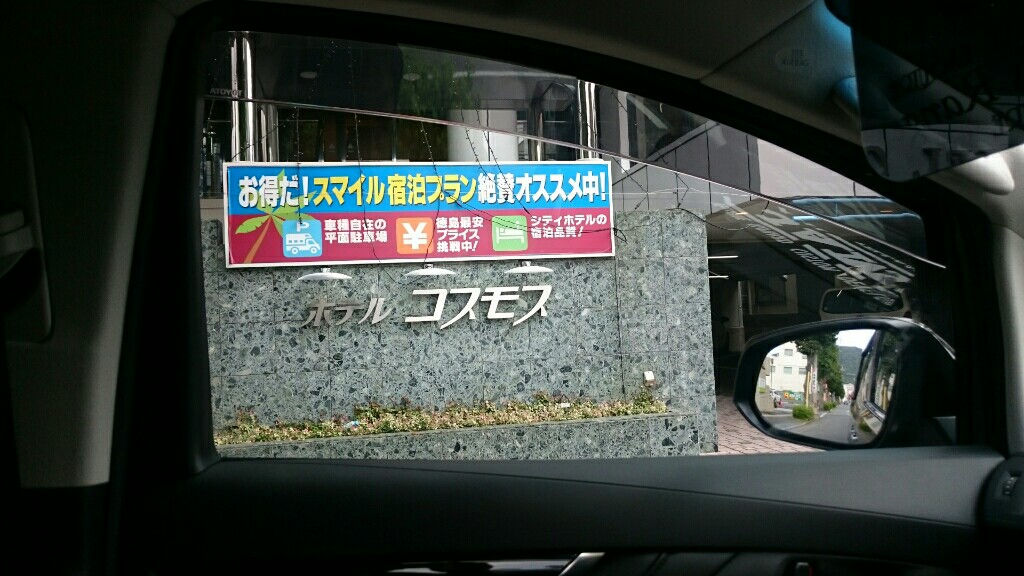 お得だ!スマイル宿泊プラン絶賛オススメ中!
車種自在の
平面駐車場
¥
徳島最安
プライス
挑戦中!
シティホテルの
宿泊品質!
ホテル コスモス
TOYOTA